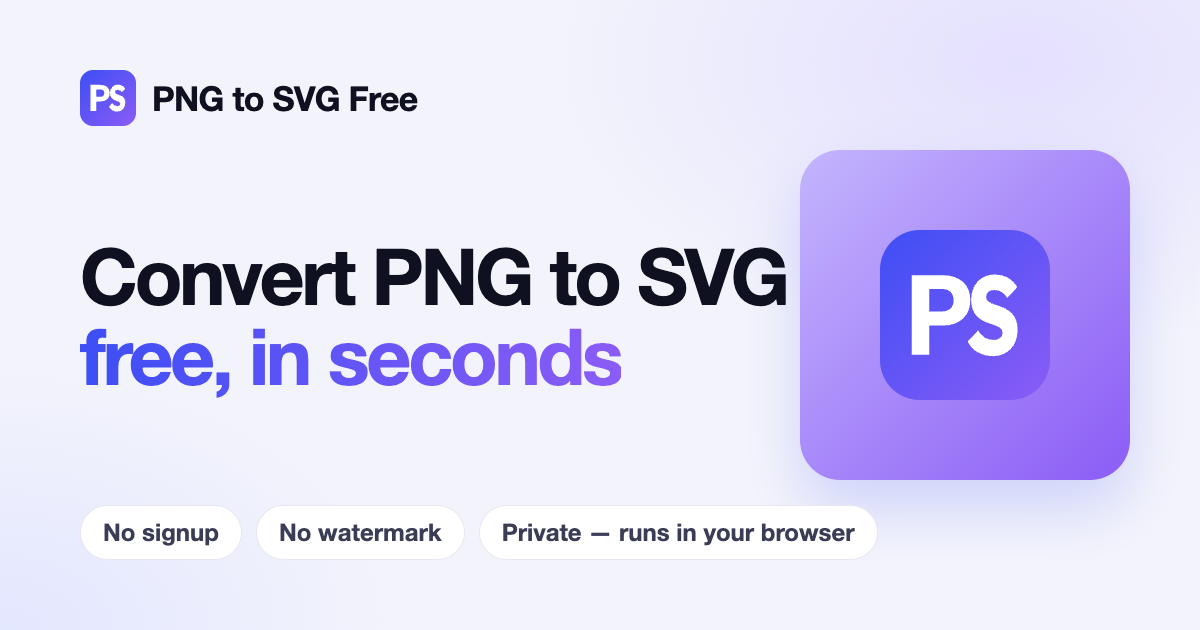 PS PNG to SVG Free
Convert PNG to SVG
free, in seconds
PS
No signup No watermark Private — runs in your browser